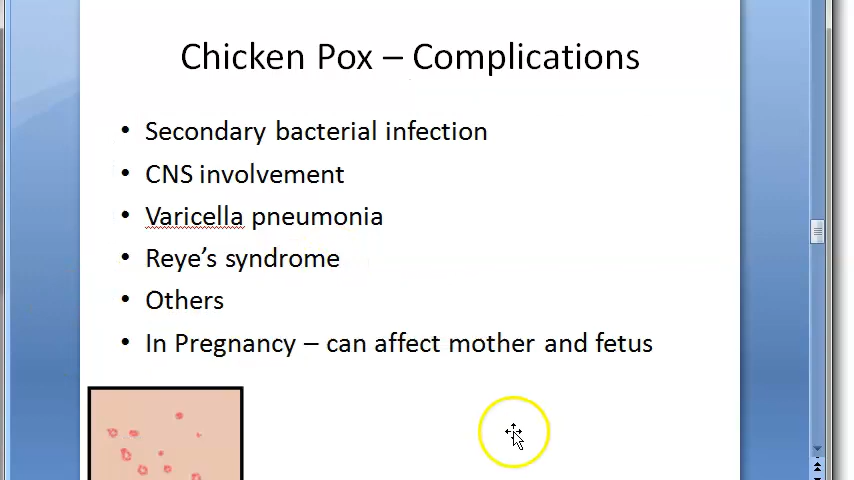 Chicken Pox – Complications
• Secondary bacterial infection
• CNS involvement
• Varicella pneumonia
• Reye’s syndrome
• Others
• In Pregnancy – can affect mother and fetus